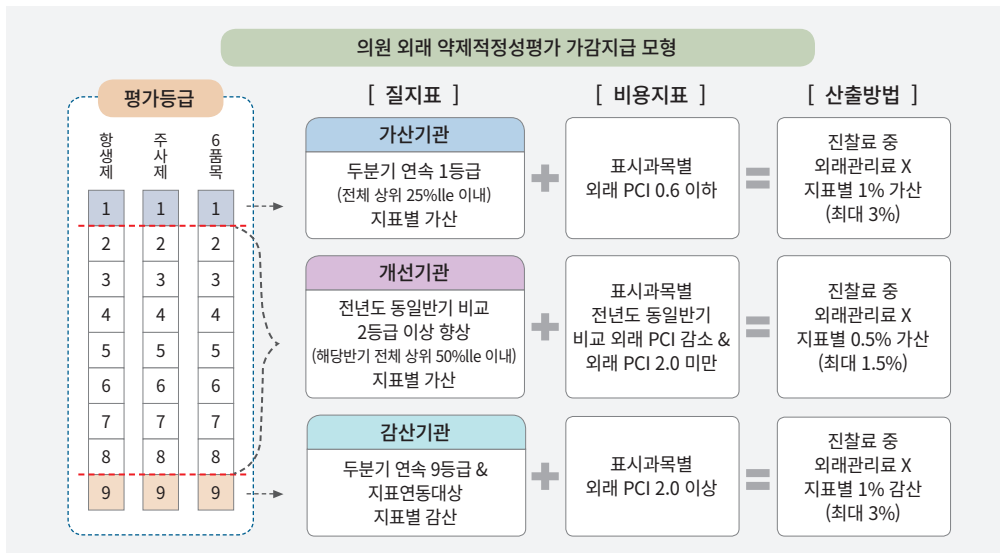 의원 외래 약제적정성평가 가감지급 모형
평가등급
항생제
주사제
6품목
1 1 1
2 2 2
3 3 3
4 4 4
5 5 5
6 6 6
7 7 7
8 8 8
9 9 9
[ 질지표 ]
[ 비용지표 ]
[ 산출방법 ]
가산기관
두분기 연속 1등급
(전체 상위 25%lle 이내)
지표별 가산
+
표시과목별
외래 PCI 0.6 이하
=
진찰료 중
외래관리료 X
지표별 1% 가산
(최대 3%)
개선기관
전년도 동일반기 비교
2등급 이상 향상
(해당반기 전체 상위 50%lle 이내)
지표별 가산
+
표시과목별
전년도 동일반기
비교 외래 PCI 감소 &
외래 PCI 2.0 미만
=
진찰료 중
외래관리료 X
지표별 0.5% 가산
(최대 1.5%)
감산기관
두분기 연속 9등급 &
지표연동대상
지표별 감산
+
표시과목별
외래 PCI 2.0 이상
=
진찰료 중
외래관리료 X
지표별 1% 감산
(최대 3%)